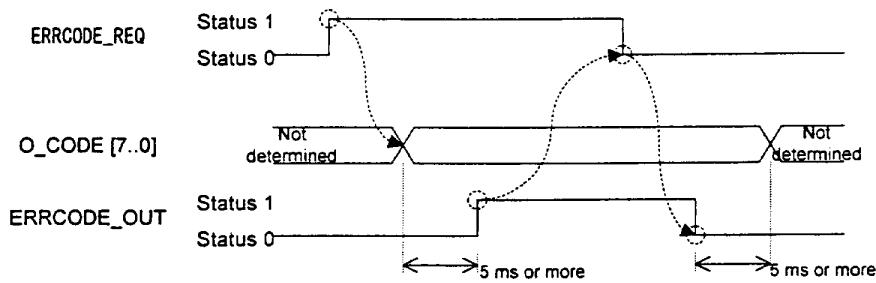 ERRCODE_REQ
Status 1
Status 0
O_CODE [7..0]
Not
determined
Not
determined
ERRCODE_OUT
Status 1
Status 0
5 ms or more
5 ms or more